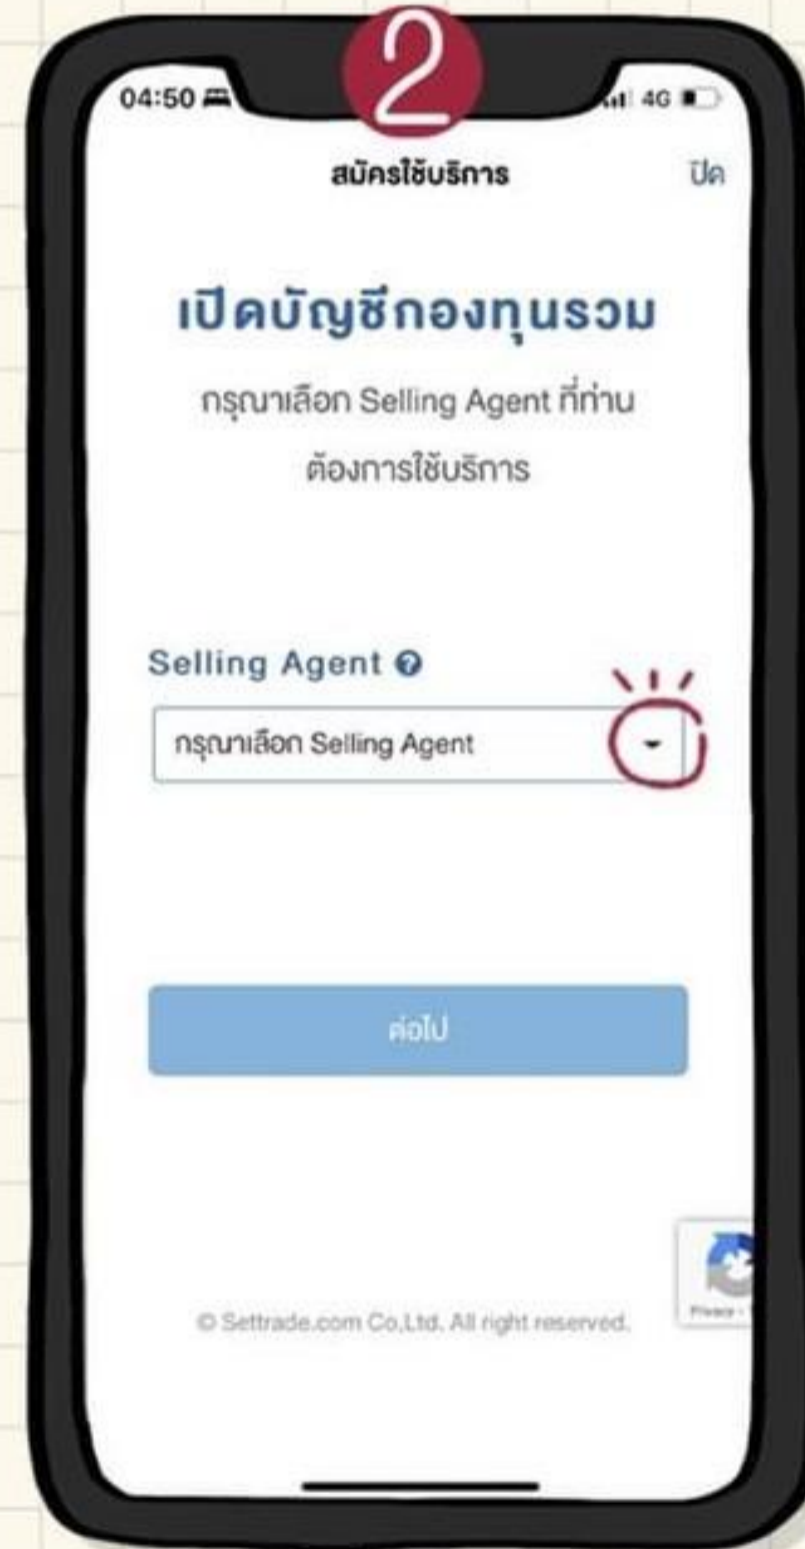 2
04:50 4G
สมัครใช้บริการ ปิด
เปิดบัญชีกองทุนรวม
กรุณาเลือก Selling Agent ที่ท่าน
ต้องการใช้บริการ
Selling Agent ?
กรุณาเลือก Selling Agent
ต่อไป
© Settrade.com Co,Ltd. All right reserved.
Privacy -